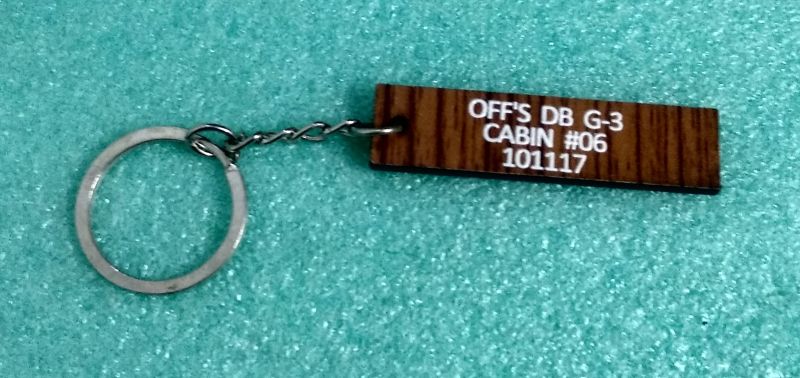 OFF'S DB G-3
CABIN #06
101117